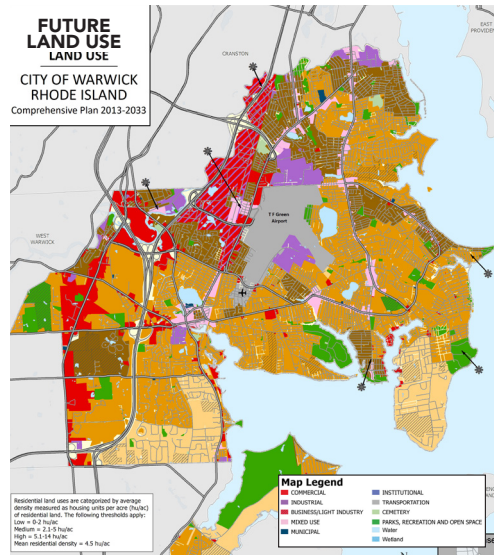 FUTURE
LAND USE
LAND USE
CITY OF WARWICK
RHODE ISLAND
Comprehensive Plan 2013-2033
CRANSTON
EAST
PROVIDEN
WEST
WARWICK
T F Green
Airport
Residential land uses are categorized by average
density measured as housing units per acre (hu/ac)
of residential land. The following thresholds apply:
Low = 0-2 hu/ac
Medium = 2.1-5 hu/ac
High = 5.1-14 hu/ac
Mean residential density = 4.5 hu/ac
Map Legend
COMMERCIAL
INDUSTRIAL
BUSINESS/LIGHT INDUSTRY
MIXED USE
MUNICIPAL
INSTITUTIONAL
TRANSPORTATION
CEMETERY
PARKS, RECREATION AND OPEN SPACE
Water
Wetland
N